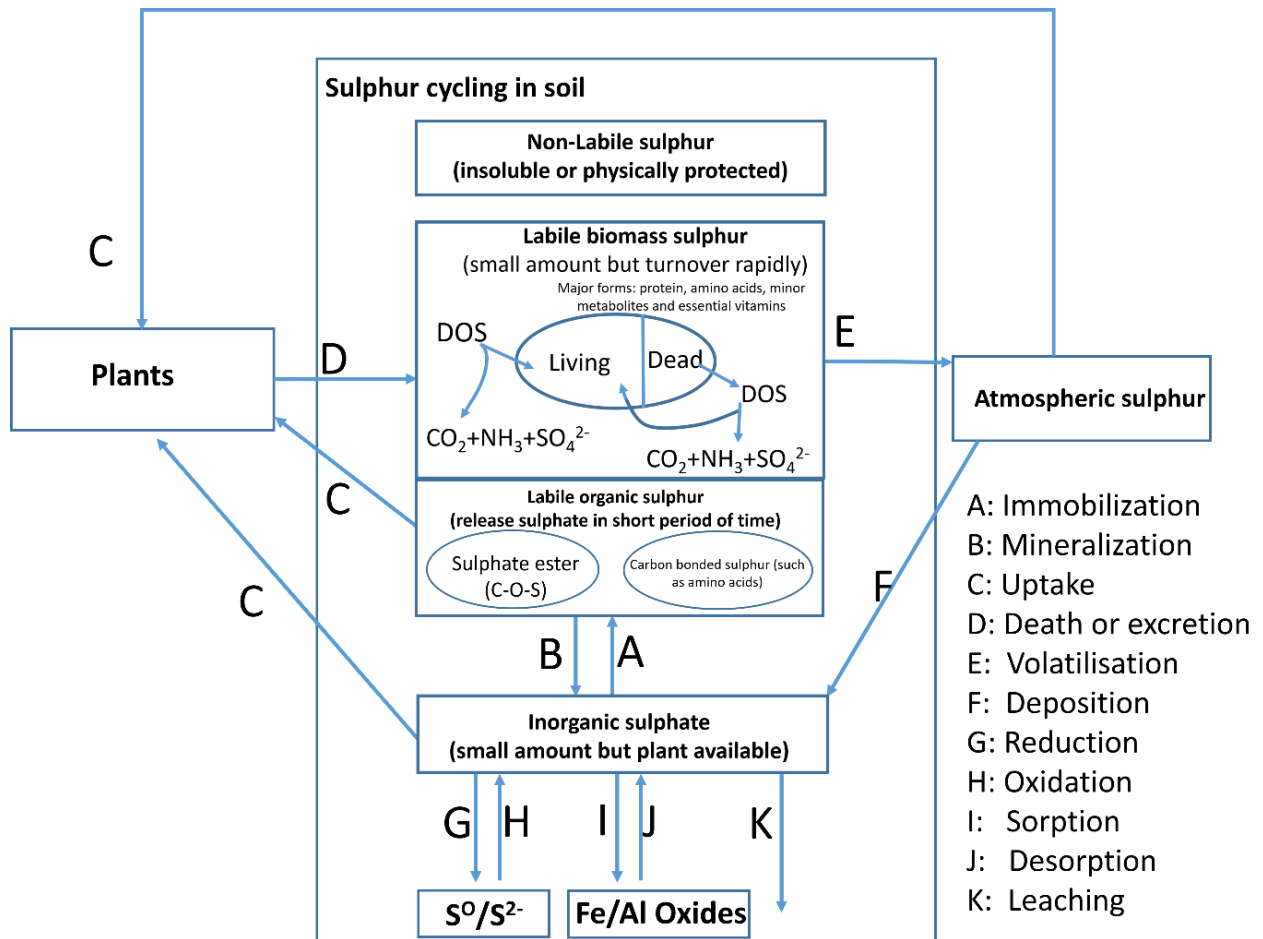 Sulphur cycling in soil
Non-Labile sulphur
(insoluble or physically protected)
C
Labile biomass sulphur
(small amount but turnover rapidly)
Major forms: protein, amino acids, minor
metabolites and essential vitamins
DOS
Living
Dead
DOS
CO₂+NH₃+SO₄²⁻
CO₂+NH₃+SO₄²⁻
E
Plants
D
Atmospheric sulphur
C
Labile organic sulphur
(release sulphate in short period of time)
Sulphate ester
(C-O-S)
Carbon bonded sulphur (such
as amino acids)
F
C
B
A
Inorganic sulphate
(small amount but plant available)
G
H
I
J
K
S⁰/S²⁻
Fe/Al Oxides
A: Immobilization
B: Mineralization
C: Uptake
D: Death or excretion
E: Volatilisation
F: Deposition
G: Reduction
H: Oxidation
I: Sorption
J: Desorption
K: Leaching